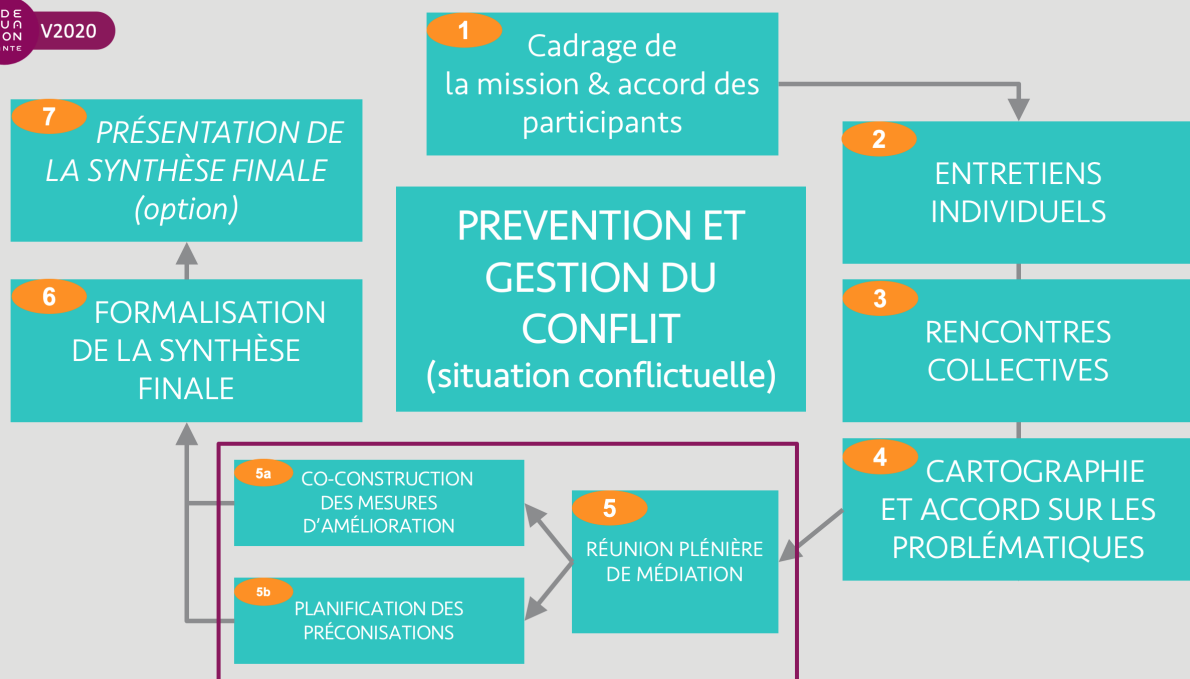 DE
ON
NTE
V2020
1
Cadrage de
la mission & accord des
participants
2
ENTRETIENS
INDIVIDUELS
3
RENCONTRES
COLLECTIVES
4
CARTOGRAPHIE
ET ACCORD SUR LES
PROBLÉMATIQUES
PREVENTION ET
GESTION DU
CONFLIT
(situation conflictuelle)
5
RÉUNION PLÉNIÈRE
DE MÉDIATION
5a
CO-CONSTRUCTION
DES MESURES
D'AMÉLIORATION
5b
PLANIFICATION DES
PRÉCONISATIONS
6
FORMALISATION
DE LA SYNTHÈSE
FINALE
7
PRÉSENTATION DE
LA SYNTHÈSE FINALE
(option)